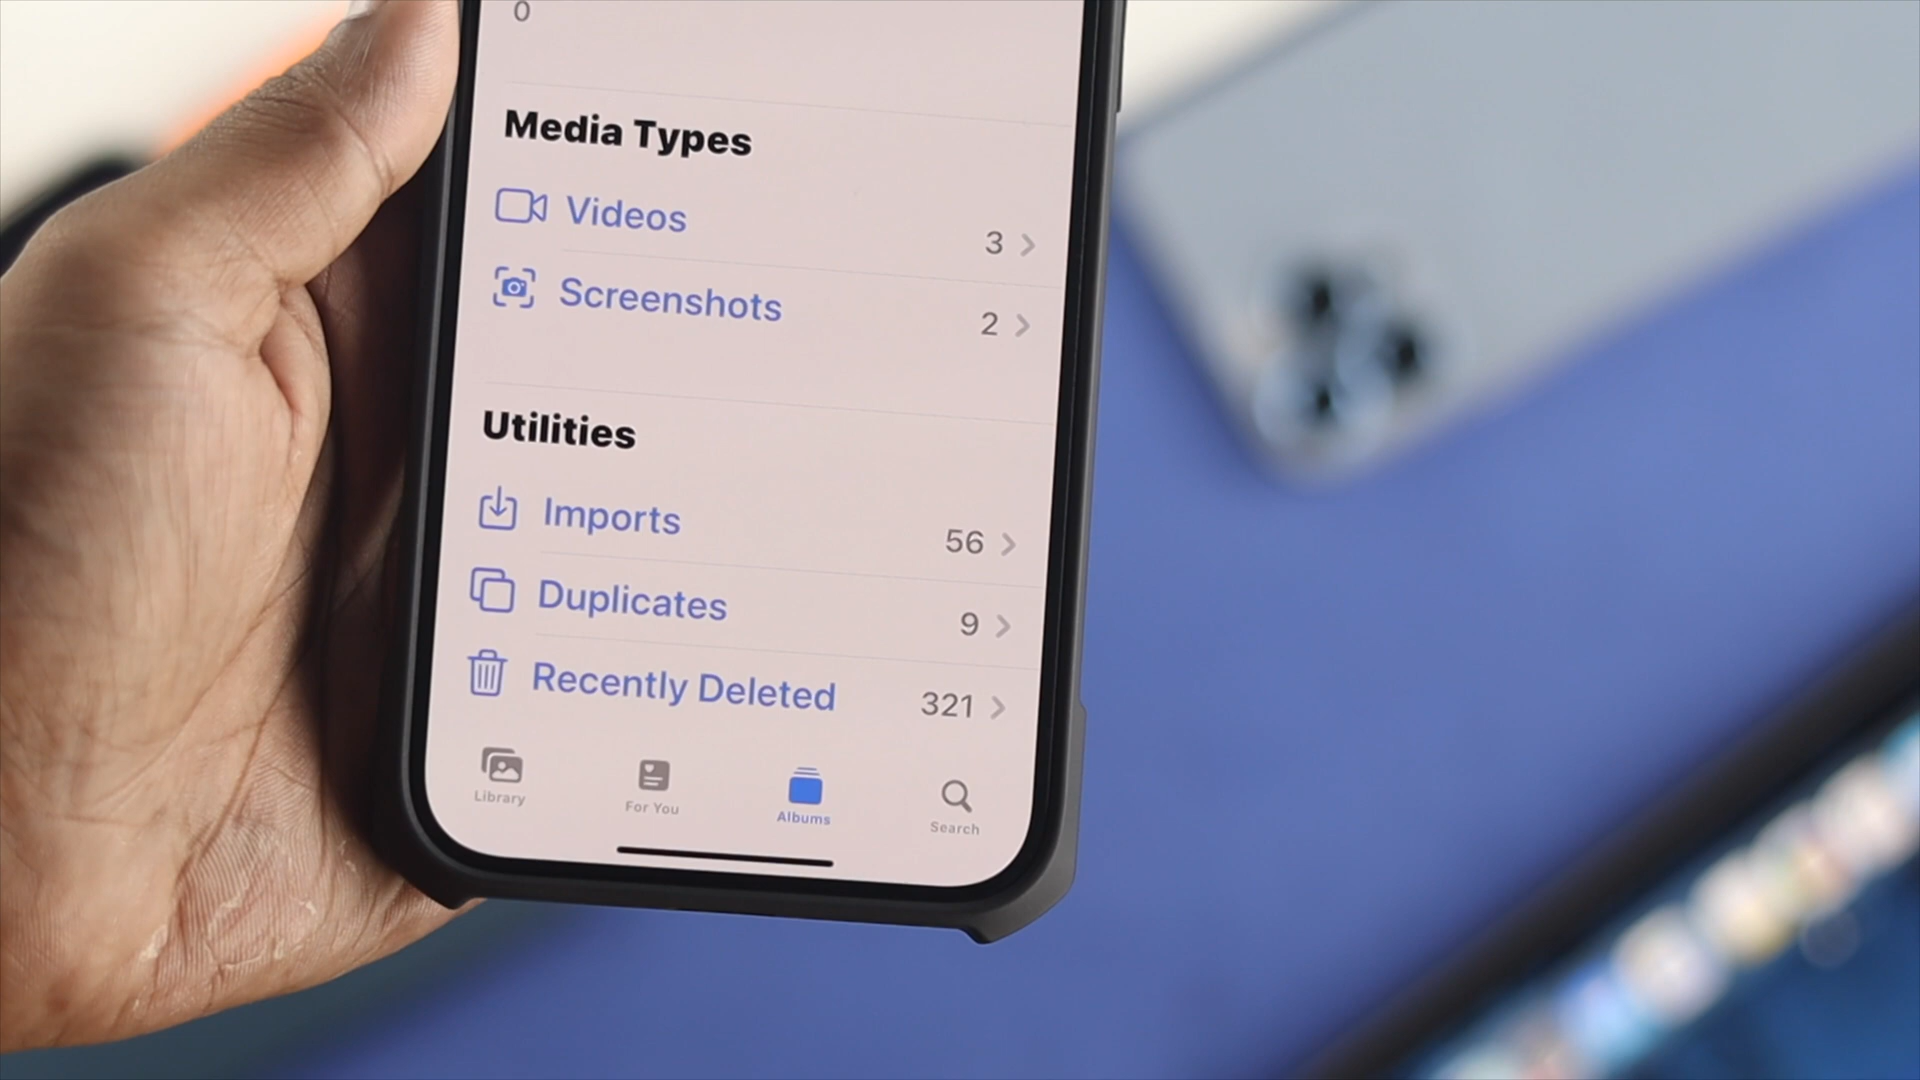 0
Media Types
Videos 3
Screenshots 2
Utilities
Imports 56
Duplicates 9
Recently Deleted 321
Library For You Albums Search